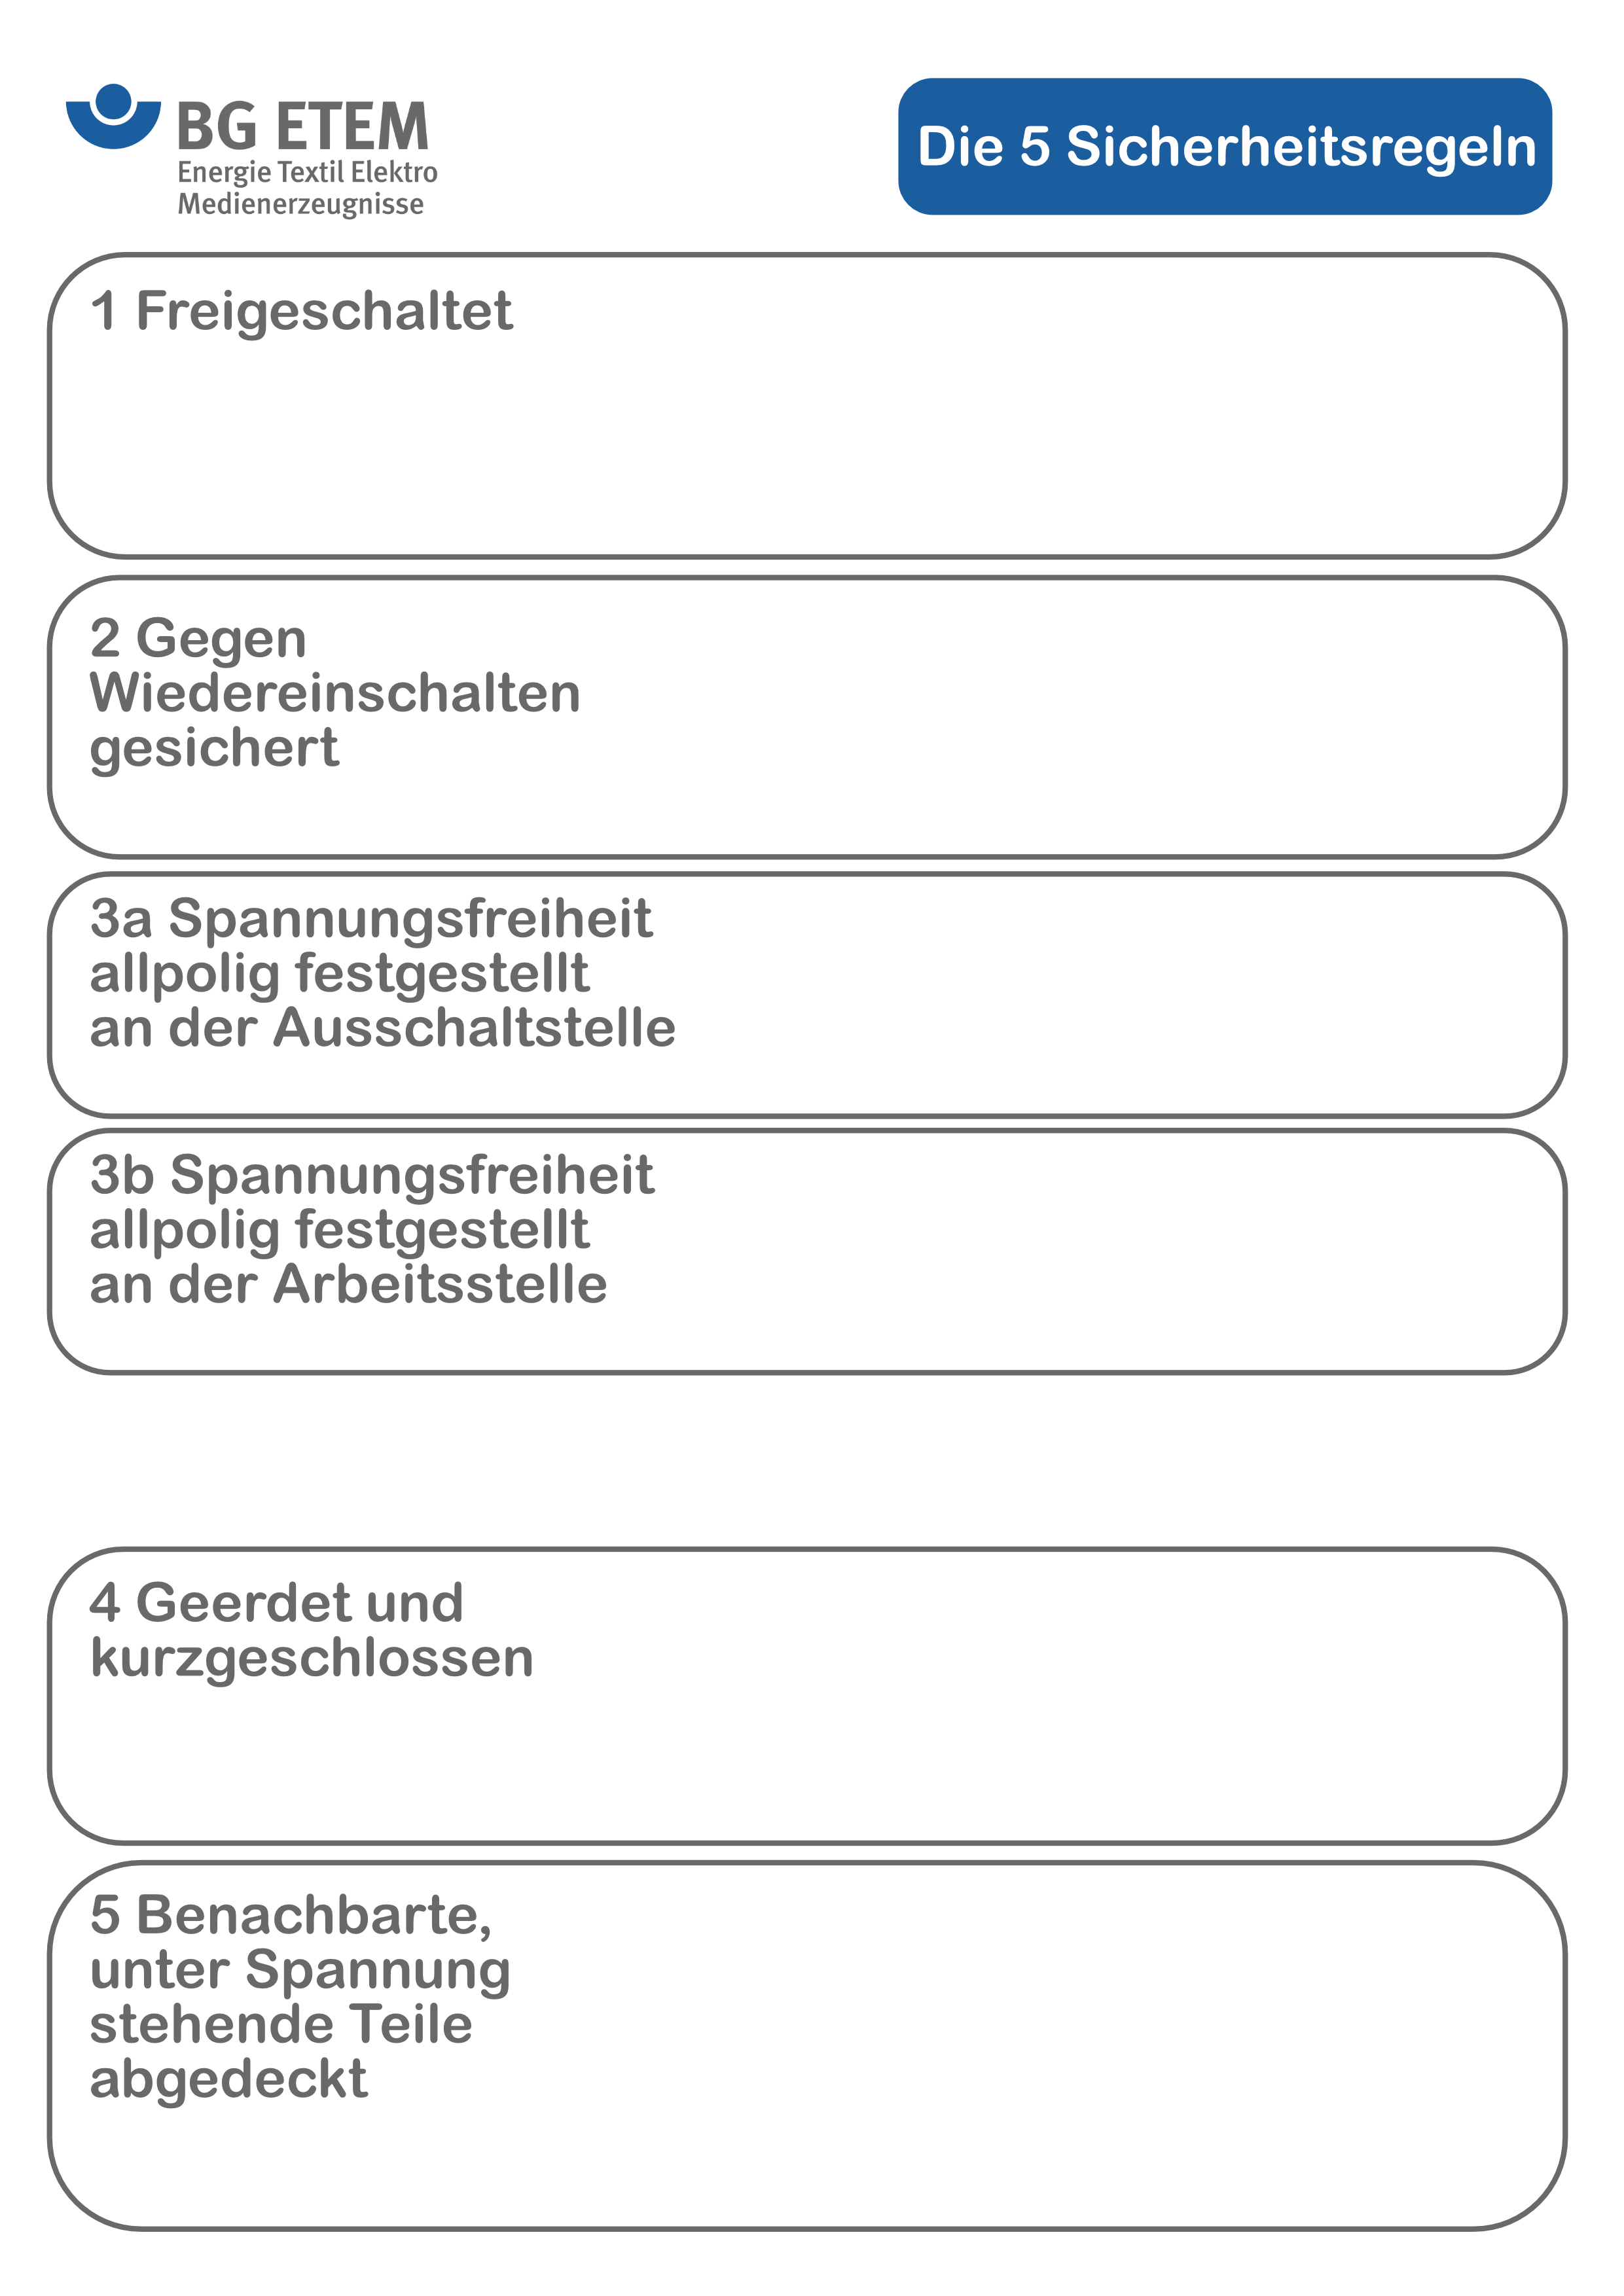 BG ETEM
Energie Textil Elektro
Medienerzeugnisse
Die 5 Sicherheitsregeln
1 Freigeschaltet
2 Gegen
Wiedereinschalten
gesichert
3a Spannungsfreiheit
allpolig festgestellt
an der Ausschaltstelle
3b Spannungsfreiheit
allpolig festgestellt
an der Arbeitsstelle
4 Geerdet und
kurzgeschlossen
5 Benachbarte,
unter Spannung
stehende Teile
abgedeckt